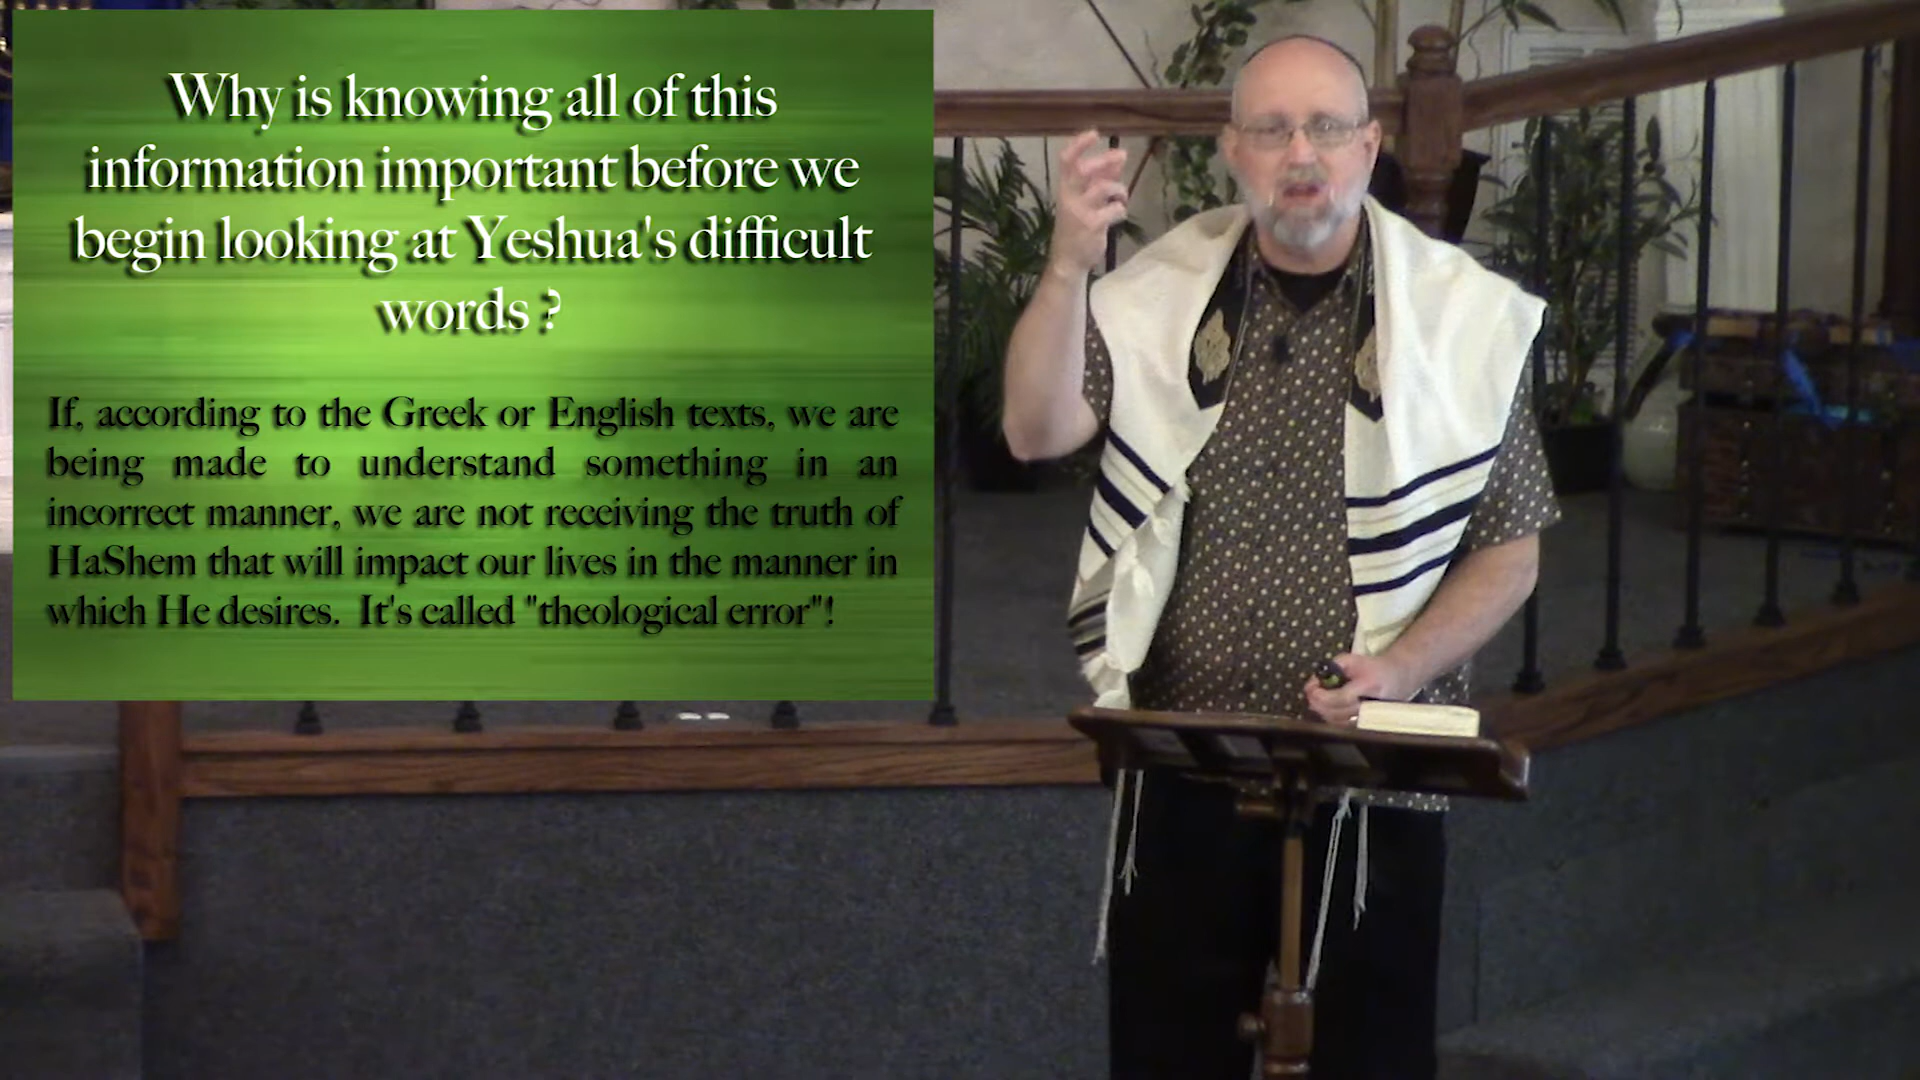 Why is knowing all of this
information important before we
begin looking at Yeshua's difficult
words ?
If, according to the Greek or English texts, we are
being made to understand something in an
incorrect manner, we are not receiving the truth of
HaShem that will impact our lives in the manner in
which He desires. It's called "theological error"!